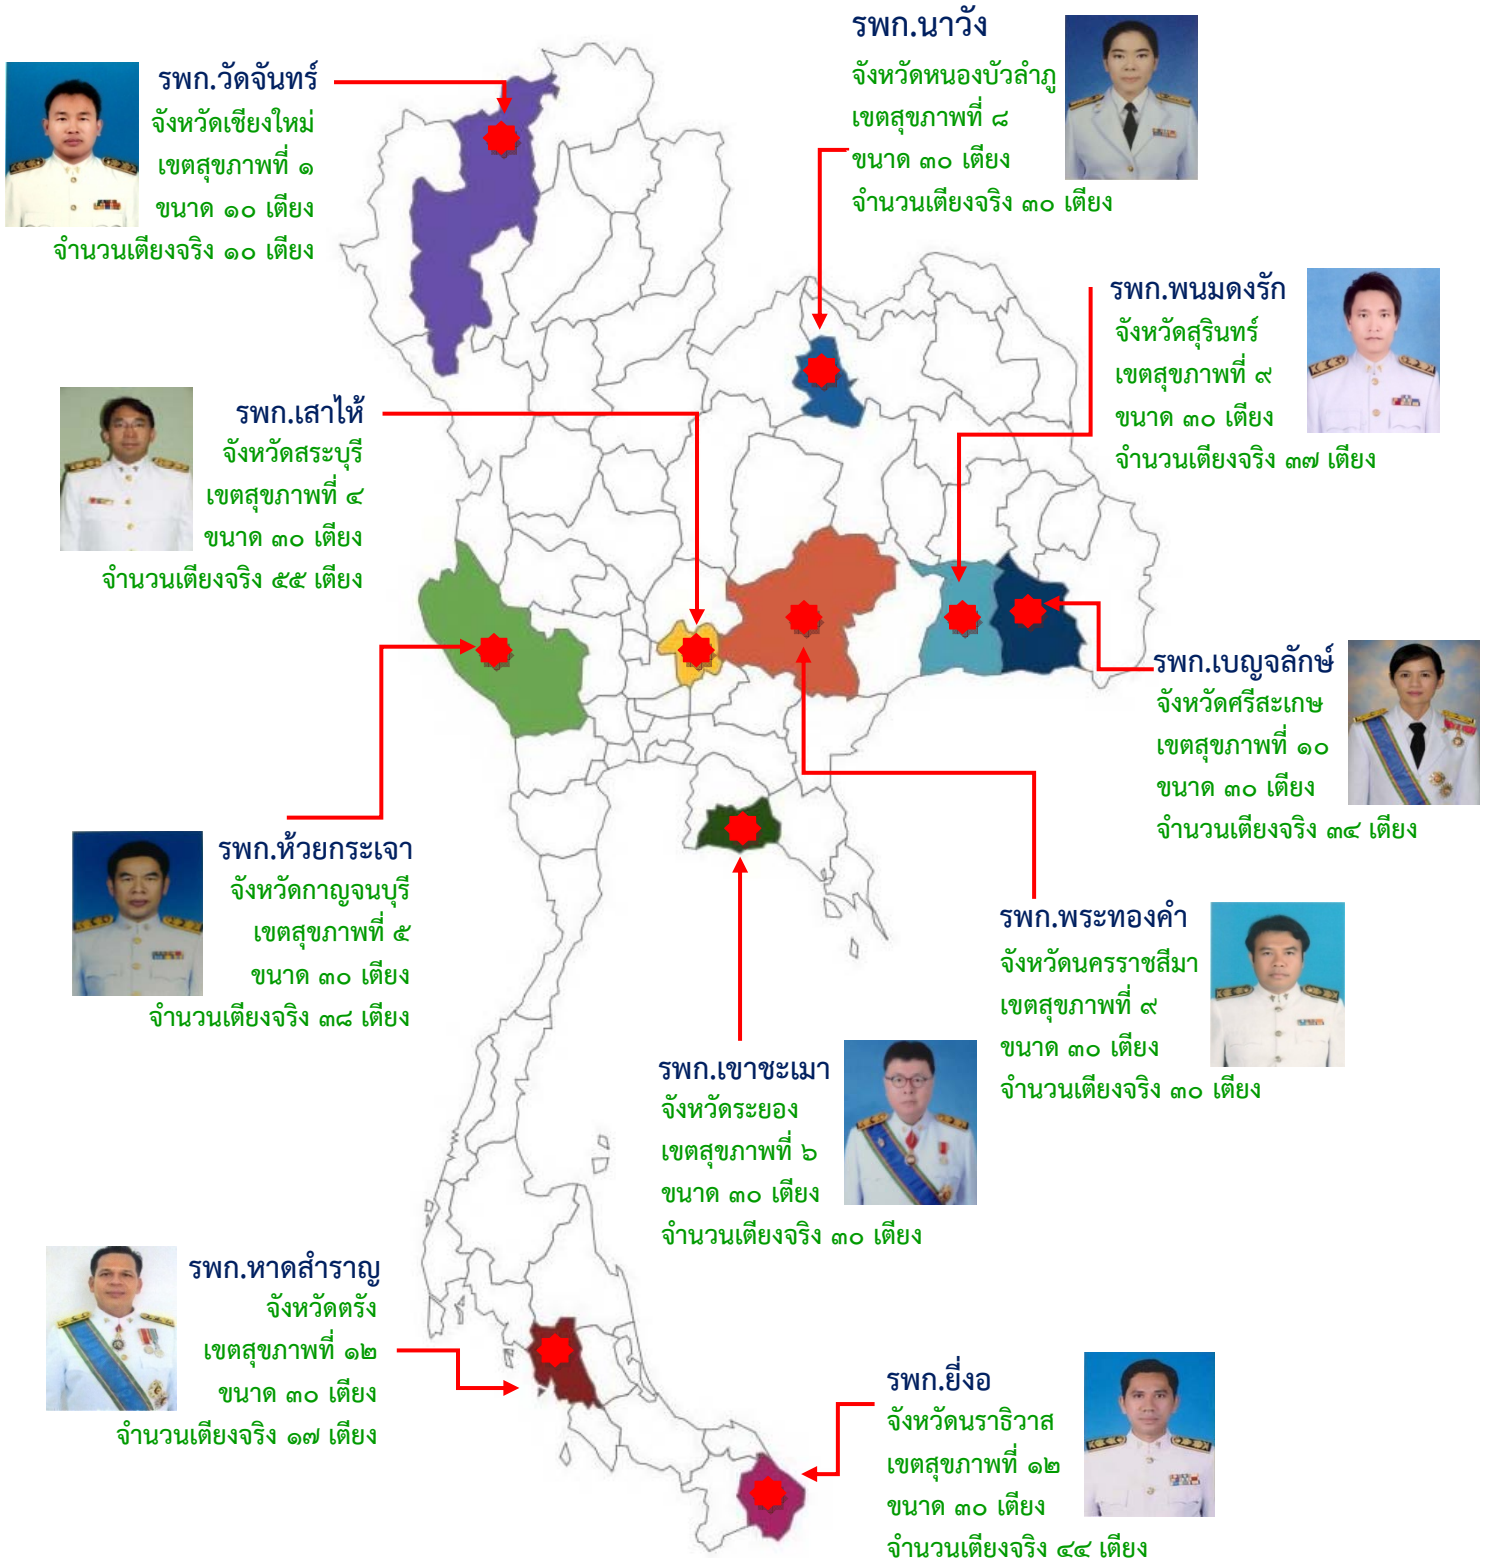 รพก.วัดจันทร์
จังหวัดเชียงใหม่
เขตสุขภาพที่ ๑
ขนาด ๑๐ เตียง
จำนวนเตียงจริง ๑๐ เตียง
รพก.นาวัง
จังหวัดหนองบัวลำภู
เขตสุขภาพที่ ๘
ขนาด ๓๐ เตียง
จำนวนเตียงจริง ๓๐ เตียง
รพก.พนมดงรัก
จังหวัดสุรินทร์
เขตสุขภาพที่ ๙
ขนาด ๓๐ เตียง
จำนวนเตียงจริง ๓๗ เตียง
รพก.เสาไห้
จังหวัดสระบุรี
เขตสุขภาพที่ ๔
ขนาด ๓๐ เตียง
จำนวนเตียงจริง ๕๕ เตียง
รพก.เบญจลักษ์
จังหวัดศรีสะเกษ
เขตสุขภาพที่ ๑๐
ขนาด ๓๐ เตียง
จำนวนเตียงจริง ๓๔ เตียง
รพก.ห้วยกระเจา
จังหวัดกาญจนบุรี
เขตสุขภาพที่ ๕
ขนาด ๓๐ เตียง
จำนวนเตียงจริง ๓๘ เตียง
รพก.พระทองคำ
จังหวัดนครราชสีมา
เขตสุขภาพที่ ๙
ขนาด ๓๐ เตียง
จำนวนเตียงจริง ๓๐ เตียง
รพก.เขาชะเมา
จังหวัดระยอง
เขตสุขภาพที่ ๖
ขนาด ๓๐ เตียง
จำนวนเตียงจริง ๓๐ เตียง
รพก.หาดสำราญ
จังหวัดตรัง
เขตสุขภาพที่ ๑๒
ขนาด ๓๐ เตียง
จำนวนเตียงจริง ๑๗ เตียง
รพก.ยี่งอ
จังหวัดนราธิวาส
เขตสุขภาพที่ ๑๒
ขนาด ๓๐ เตียง
จำนวนเตียงจริง ๔๔ เตียง